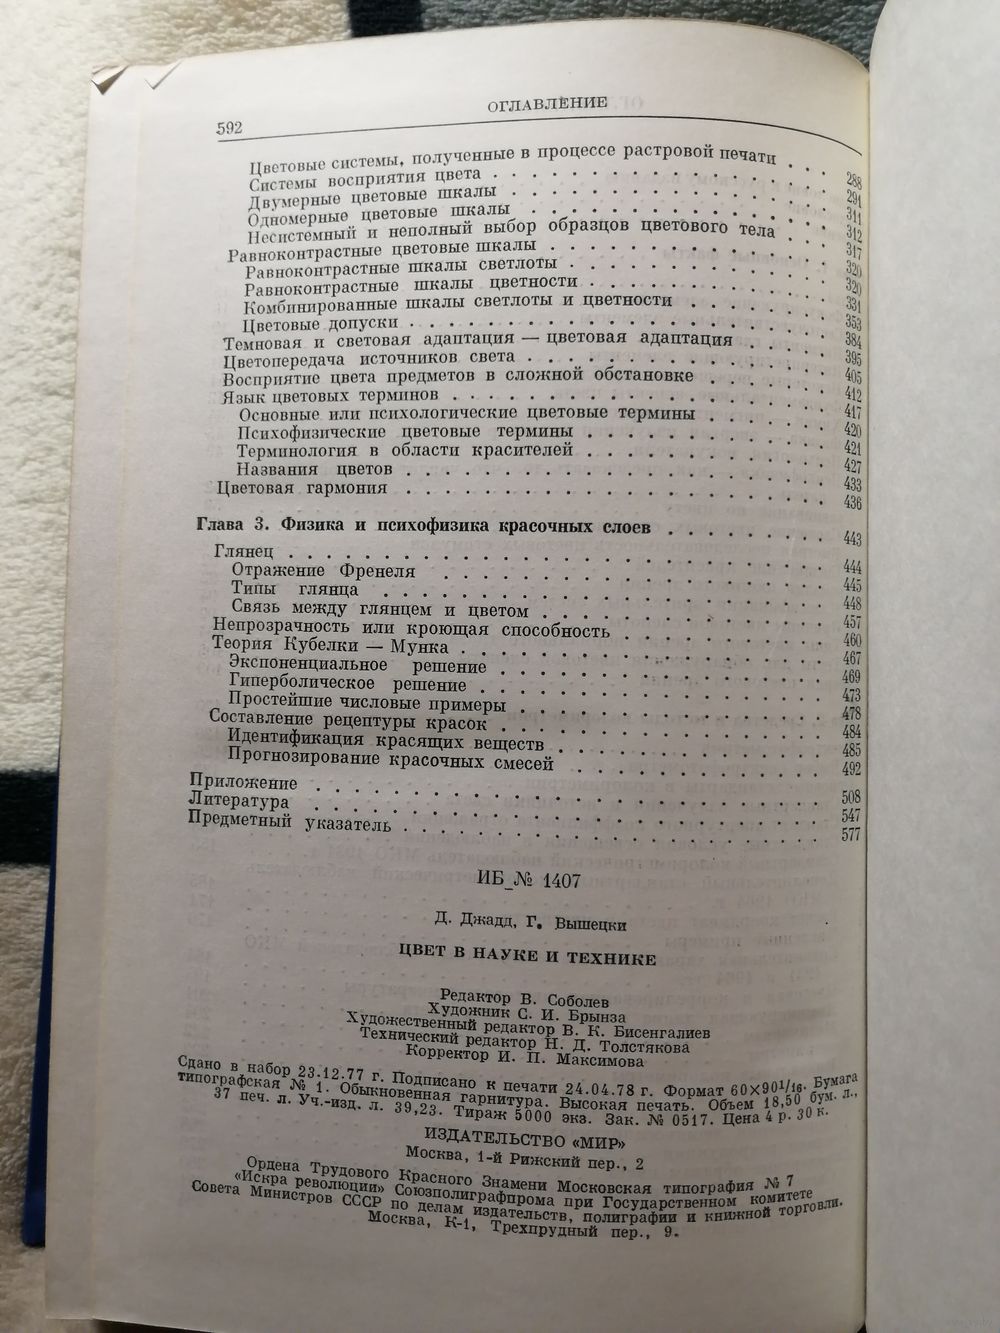 592
ОГЛАВЛЕНИЕ
Цветовые системы, полученные в процессе растровой печати . . . 288
Системы восприятия цвета . . . 291
Двумерные цветовые шкалы . . . 311
Одномерные цветовые шкалы . . . 312
Несистемный и неполный выбор образцов цветового тела . . . 317
Равноконтрастные цветовые шкалы . . . 320
Равноконтрастные шкалы светлоты . . . 320
Равноконтрастные шкалы цветности . . . 331
Комбинированные шкалы светлоты и цветности . . . 353
Цветовые допуски . . . 384
Темновая и световая адаптация — цветовая адаптация . . . 395
Цветопередача источников света . . . 405
Восприятие цвета предметов в сложной обстановке . . . 412
Язык цветовых терминов . . . 417
Основные или психологические цветовые термины . . . 420
Психофизические цветовые термины . . . 421
Терминология в области красителей . . . 427
Названия цветов . . . 433
Цветовая гармония . . . 436
Глава 3. Физика и психофизика красочных слоев . . . 443
Глянец . . . 444
Отражение Френеля . . . 445
Типы глянца . . . 448
Связь между глянцем и цветом . . . 457
Непрозрачность или кроющая способность . . . 460
Теория Кубелки — Мунка . . . 467
Экспоненциальное решение . . . 469
Гиперболическое решение . . . 473
Простейшие числовые примеры . . . 478
Составление рецептуры красок . . . 484
Идентификация красящих веществ . . . 485
Прогнозирование красочных смесей . . . 492
Приложение . . . 508
Литература . . . 547
Предметный указатель . . . 577
ИБ № 1407
Д. Джадд, Г. Вышецки
ЦВЕТ В НАУКЕ И ТЕХНИКЕ
Редактор В. Соболев
Художник С. И. Брынза
Художественный редактор В. К. Бисенгалиев
Технический редактор Н. Д. Толстякова
Корректор И. П. Максимова
Сдано в набор 23.12.77 г. Подписано к печати 24.04.78 г. Формат 60×90¹/₁₆. Бумага
типографская № 1. Обыкновенная гарнитура. Высокая печать. Объем 18,50 бум. л.,
37 печ. л. Уч.-изд. л. 39,23. Тираж 5000 экз. Зак. № 0517. Цена 4 р. 30 к.
ИЗДАТЕЛЬСТВО «МИР»
Москва, 1-й Рижский пер., 2
Ордена Трудового Красного Знамени Московская типография № 7
«Искра революции» Союзполиграфпрома при Государственном комитете
Совета Министров СССР по делам издательств, полиграфии и книжной торговли.
Москва, К-1, Трехпрудный пер., 9.